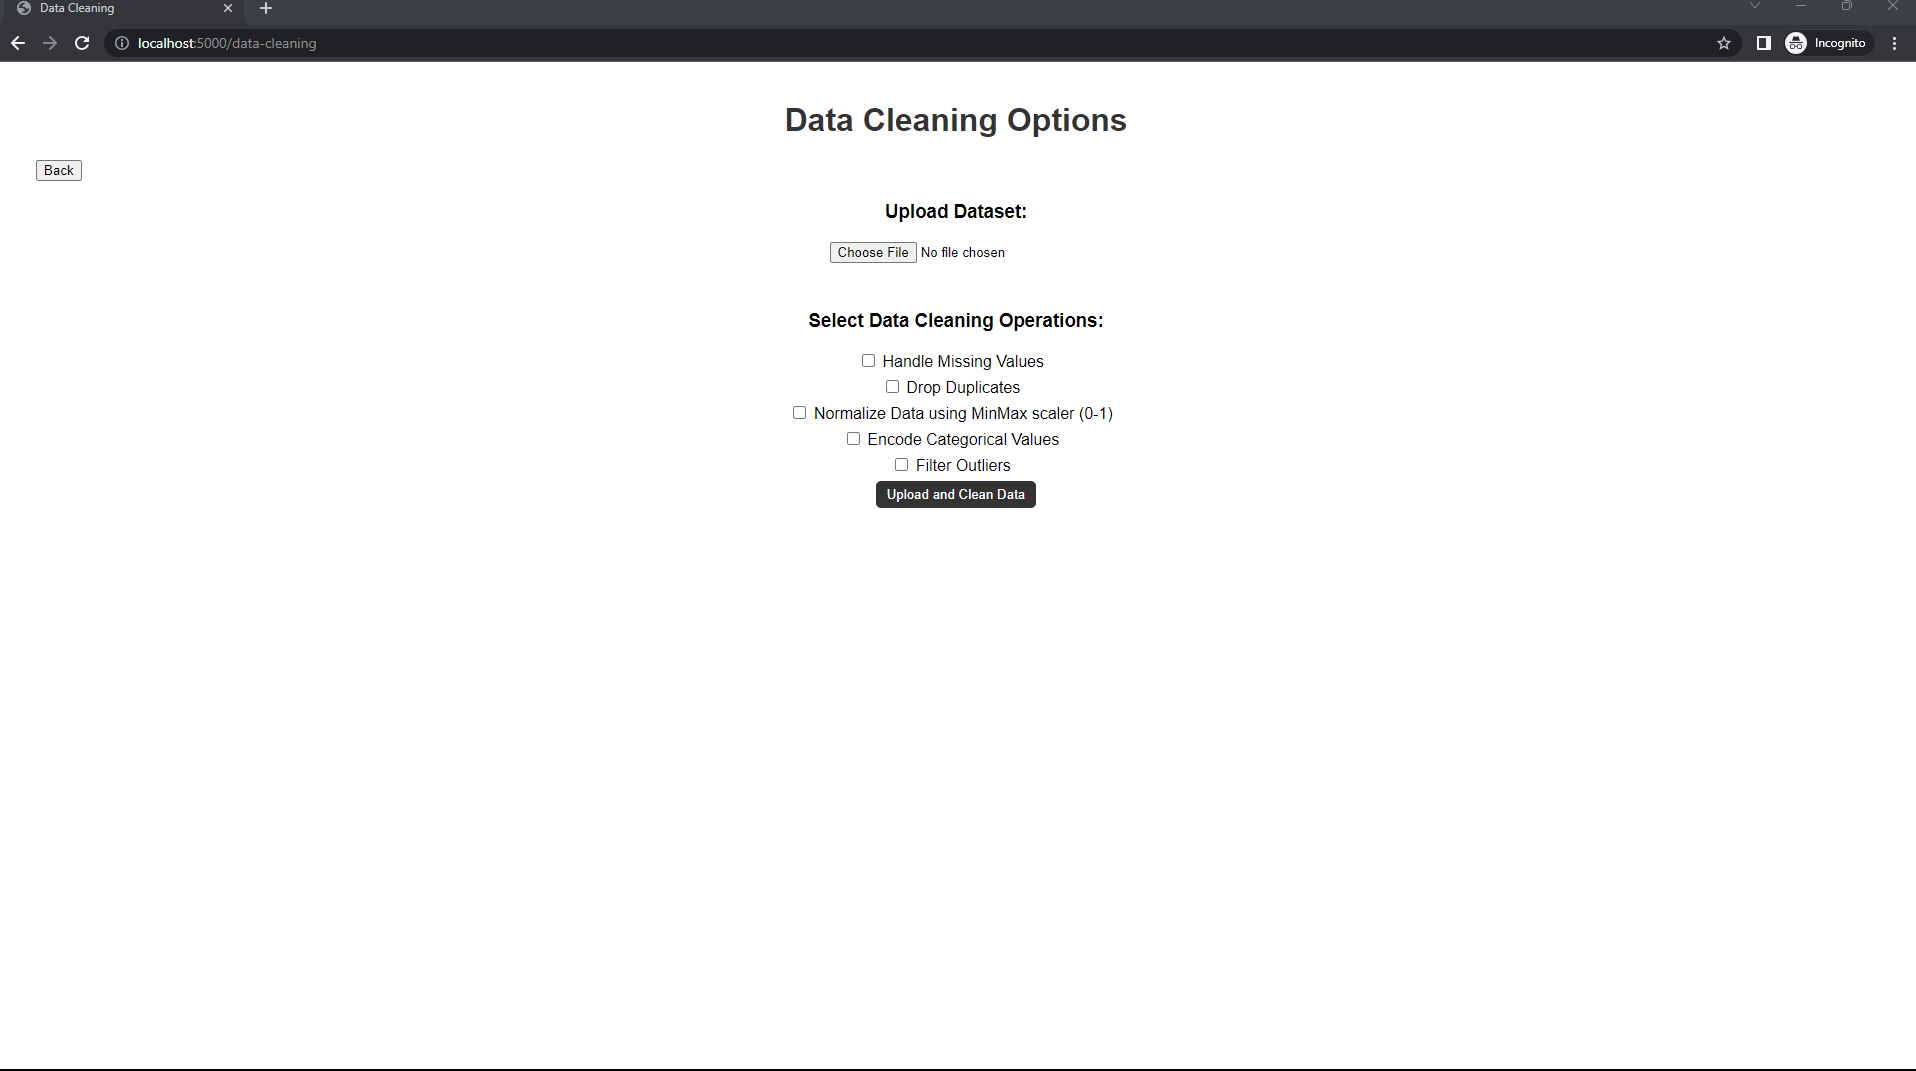 Data Cleaning
localhost:5000/data-cleaning
Incognito
Data Cleaning Options
Back
Upload Dataset:
Choose File No file chosen
Select Data Cleaning Operations:
Handle Missing Values
Drop Duplicates
Normalize Data using MinMax scaler (0-1)
Encode Categorical Values
Filter Outliers
Upload and Clean Data